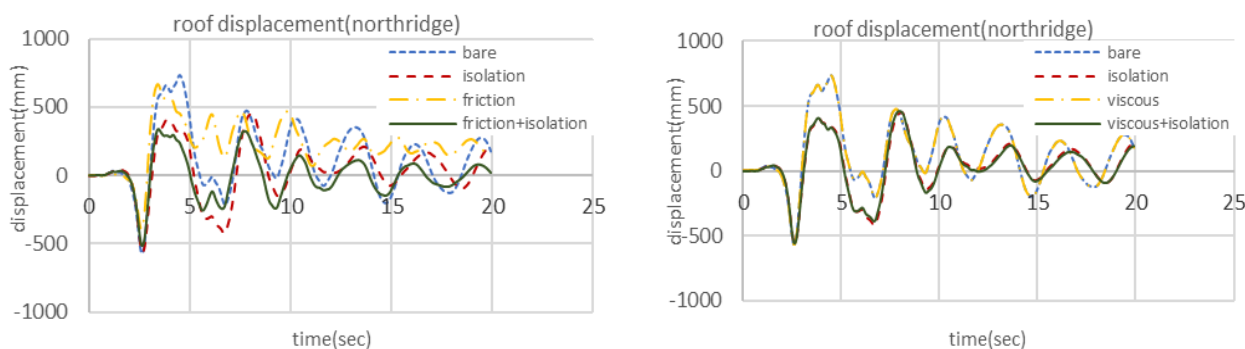 roof displacement(northridge)
1000
500
0
-500
-1000
displacement(mm)
0
5
10
15
20
25
time(sec)
bare
isolation
friction
friction+isolation
roof displacement(northridge)
1000
500
0
-500
-1000
displacement(mm)
0
5
10
15
20
25
time(sec)
bare
isolation
viscous
viscous+isolation